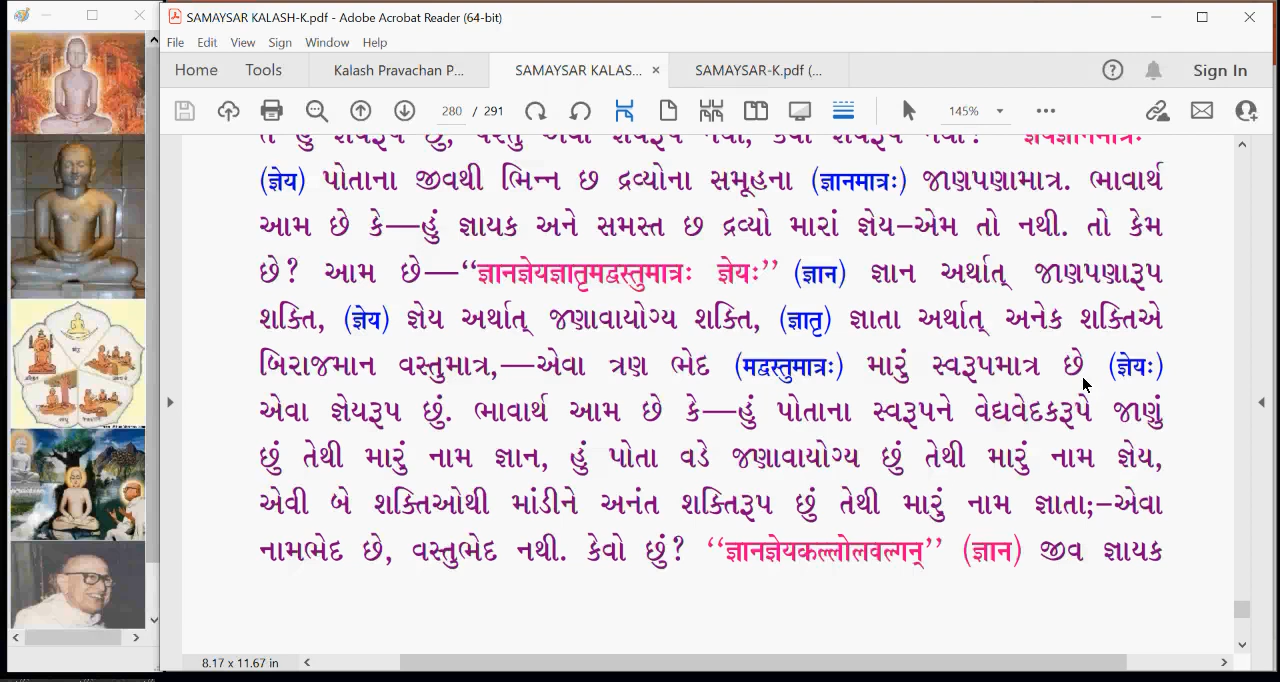 SAMAYSAR KALASH-K.pdf - Adobe Acrobat Reader (64-bit)
File Edit View Sign Window Help
Home Tools Kalash Pravachan P... SAMAYSAR KALAS... × SAMAYSAR-K.pdf (... Sign In
280 / 291 145%
(ज्ञेय) પોતાના જીવથી ભિન્ન છ દ્રવ્યોના સમૂહના (ज्ञानमात्रः) જાણપણામાત્ર. ભાવાર્થ
આમ છે કે—હું જ્ઞાયક અને સમસ્ત છ દ્રવ્યો મારાં જ્ઞેય–એમ તો નથી. તો કેમ
છે? આમ છે—“ज्ञानज्ञेयज्ञातृमद्वस्तुमात्रः ज्ञेयः” (ज्ञान) જ્ઞાન અર્થાત્ જાણપણારૂપ
શક્તિ, (ज्ञेय) જ્ઞેય અર્થાત્ જણાવાયોગ્ય શક્તિ, (ज्ञातृ) જ્ઞાતા અર્થાત્ અનેક શક્તિએ
બિરાજમાન વસ્તુમાત્ર,—એવા ત્રણ ભેદ (मद्वस्तुमात्रः) મારું સ્વરૂપમાત્ર છે (ज्ञेयः)
એવા જ્ઞેયરૂપ છું. ભાવાર્થ આમ છે કે—હું પોતાના સ્વરૂપને વેદ્યવેદકરૂપે જાણું
છું તેથી મારું નામ જ્ઞાન, હું પોતા વડે જણાવાયોગ્ય છું તેથી મારું નામ જ્ઞેય,
એવી બે શક્તિઓથી માંડીને અનંત શક્તિરૂપ છું તેથી મારું નામ જ્ઞાતા;–એવા
નામભેદ છે, વસ્તુભેદ નથી. કેવો છું? “ज्ञानज्ञेयकल्लोलवल्गन्” (ज्ञान) જીવ જ્ઞાયક
8.17 x 11.67 in